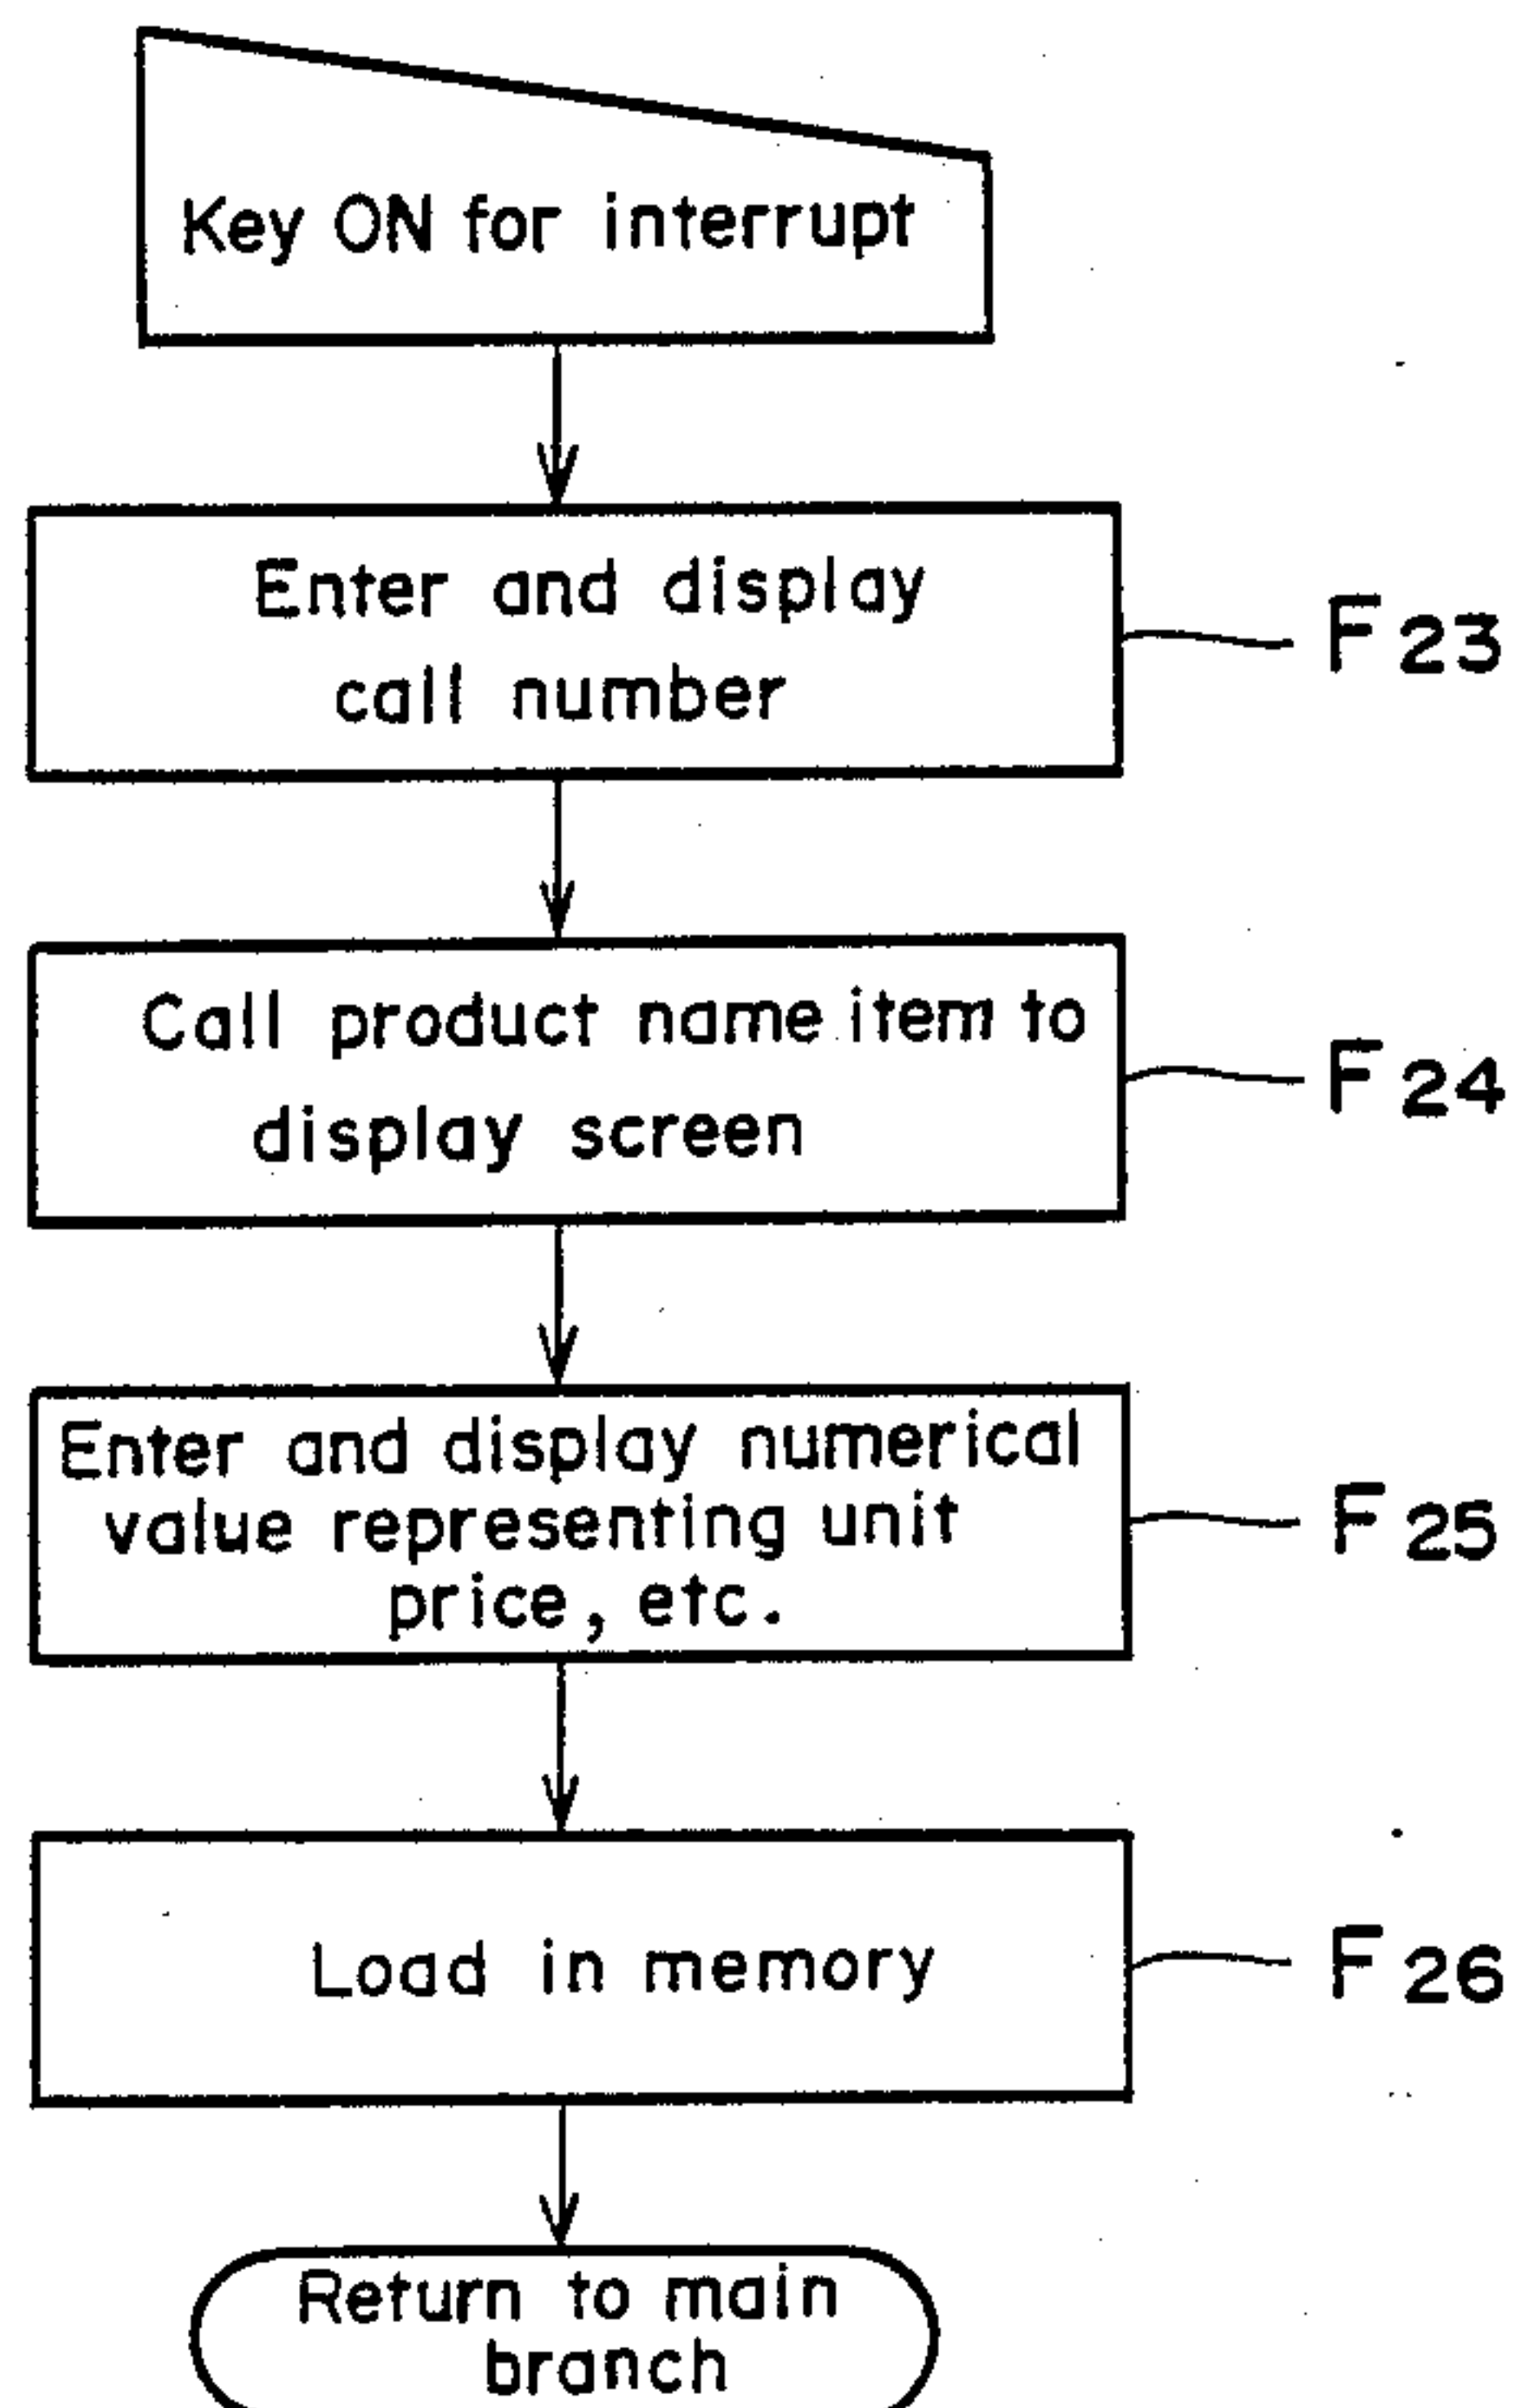 Key ON for interrupt
Enter and display
call number
F23
Call product name item to
display screen
F24
Enter and display numerical
value representing unit
price, etc.
F25
Load in memory
F26
Return to main
branch